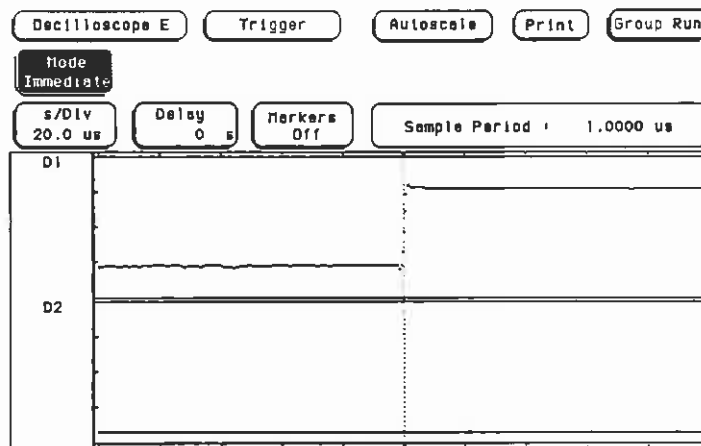 Oscilloscope E Trigger Autoscale Print Group Run
Mode
Immediate
s/Div
20.0 us
Delay
0 s
Markers
Off
Sample Period : 1.0000 us
D1
D2